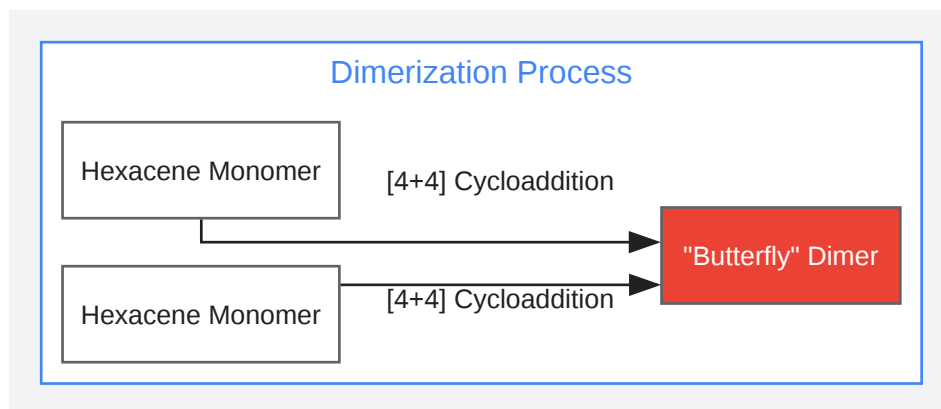 Dimerization Process
Hexacene Monomer
[4+4] Cycloaddition
"Butterfly" Dimer
[4+4] Cycloaddition
Hexacene Monomer